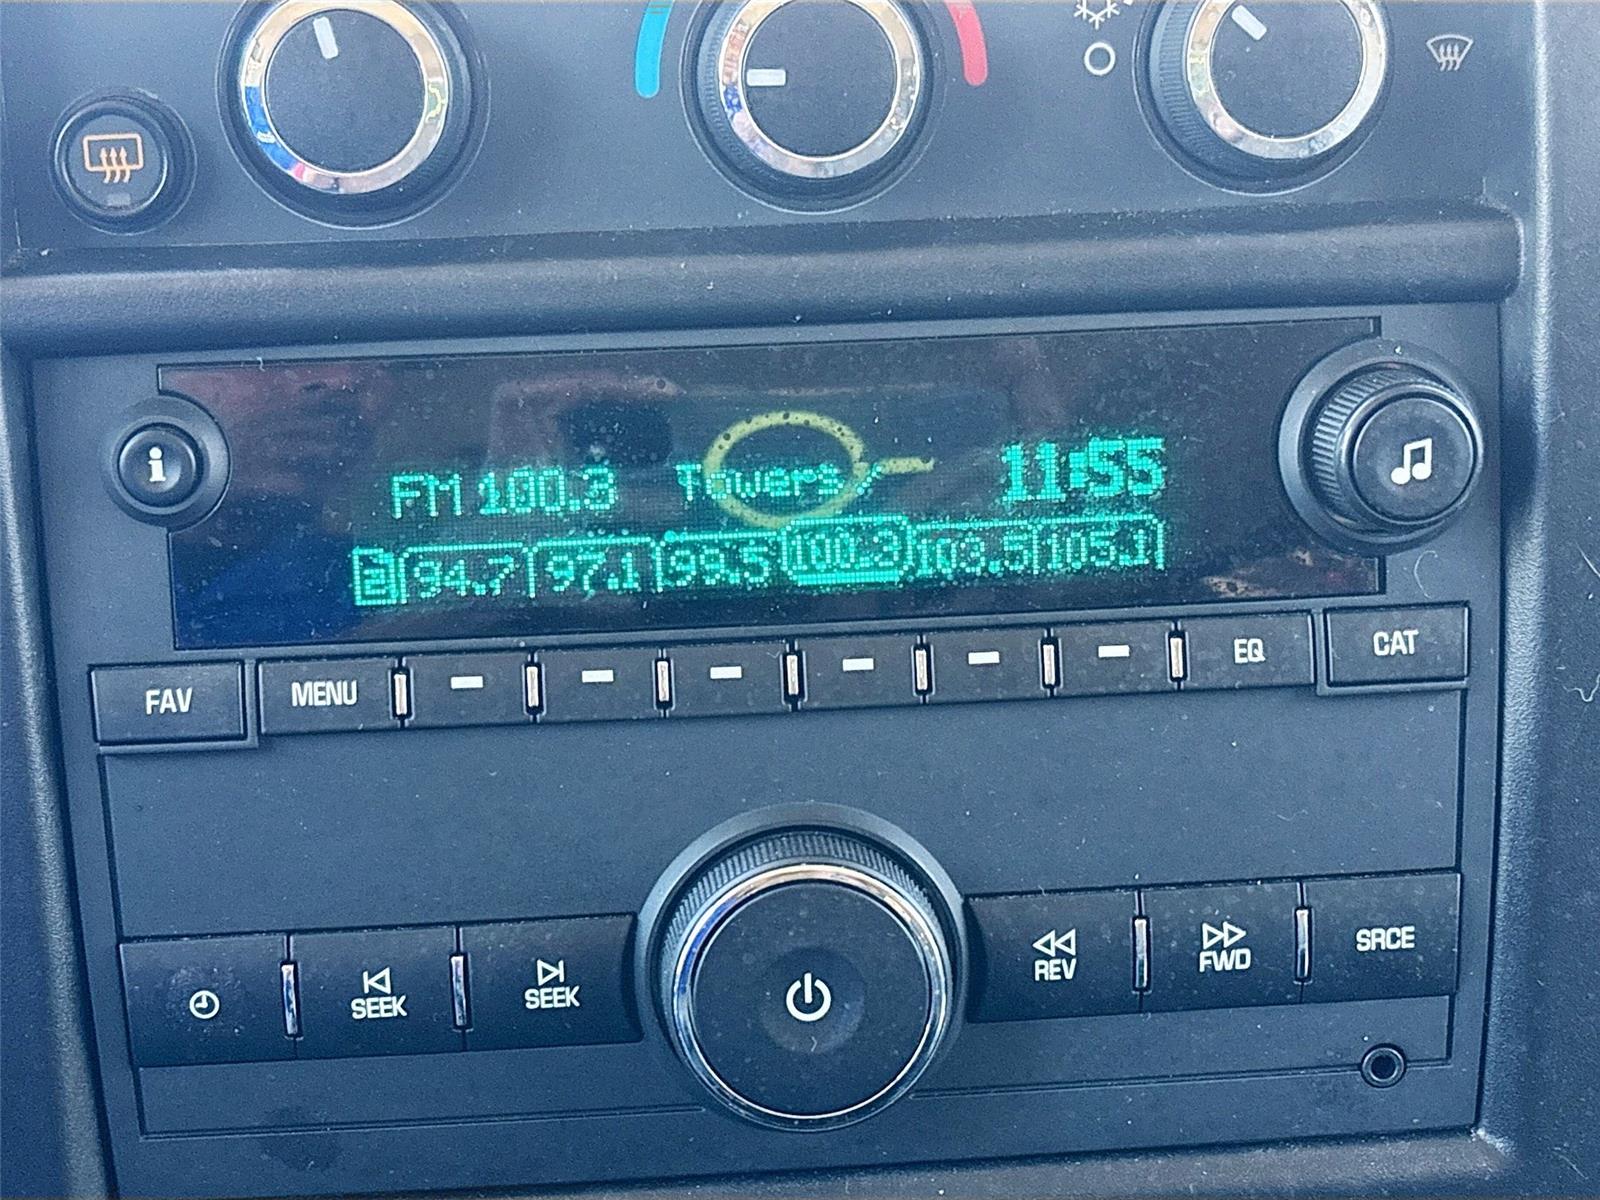 i
FM 100.3 Towers / 11:55
2 94.7 97.1 99.5 100.3 103.5 105.1
FAV MENU EQ CAT
SEEK SEEK REV FWD SRCE